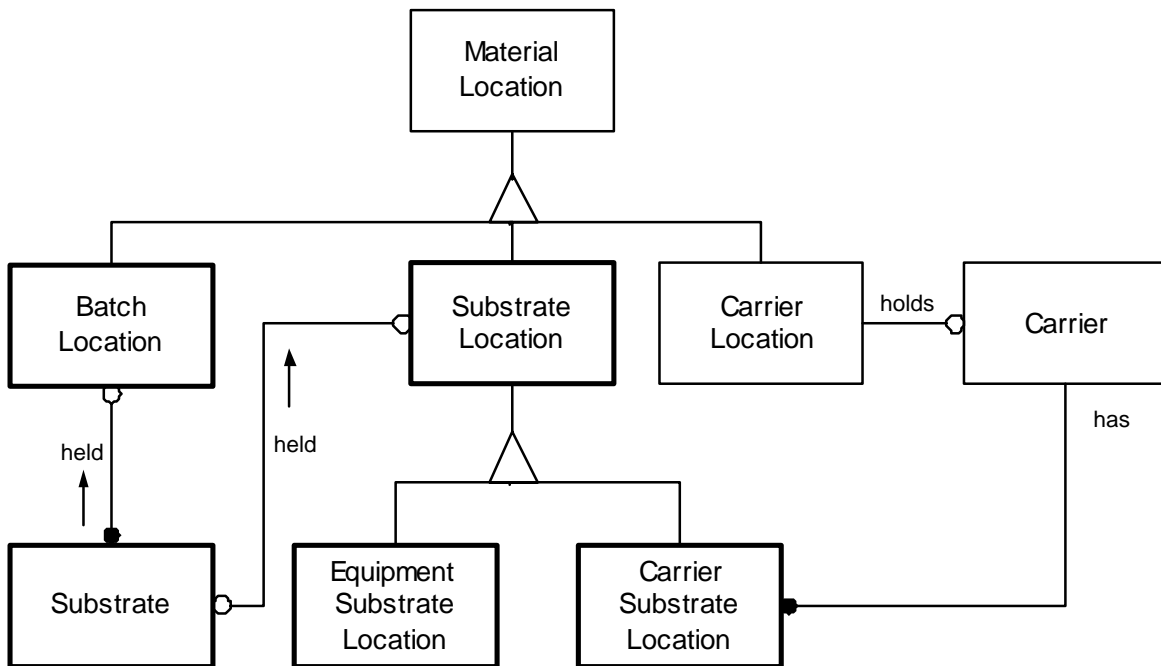 Material
Location
Batch
Location
Substrate
Location
Carrier
Location
holds
Carrier
has
held
held
Substrate
Equipment
Substrate
Location
Carrier
Substrate
Location